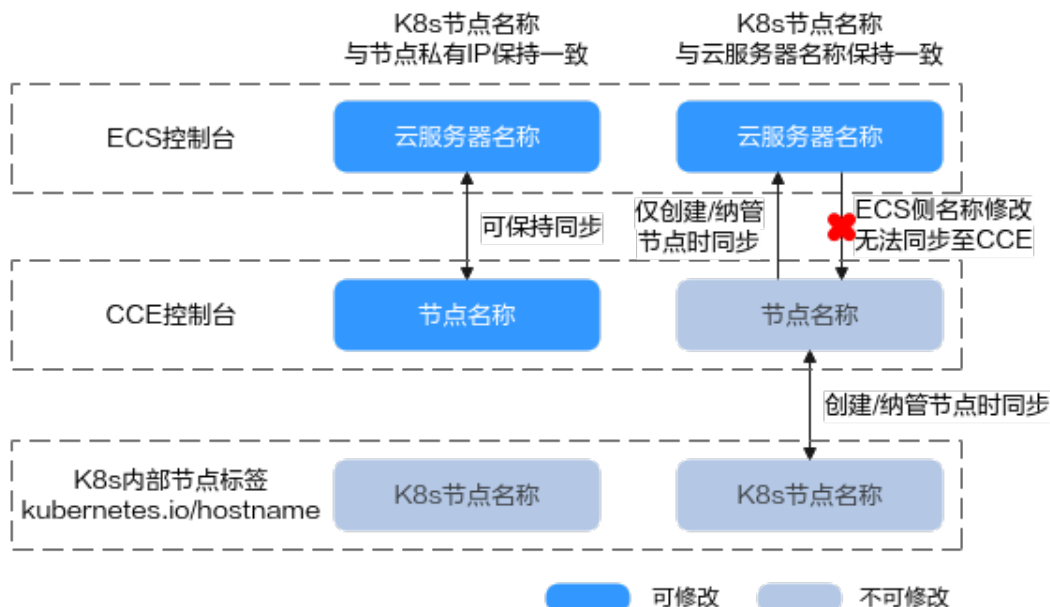 K8s节点名称
与节点私有IP保持一致
K8s节点名称
与云服务器名称保持一致
ECS控制台
云服务器名称
云服务器名称
可保持同步
仅创建/纳管
节点时同步
ECS侧名称修改
无法同步至CCE
CCE控制台
节点名称
节点名称
创建/纳管节点时同步
K8s内部节点标签
kubernetes.io/hostname
K8s节点名称
K8s节点名称
可修改
不可修改